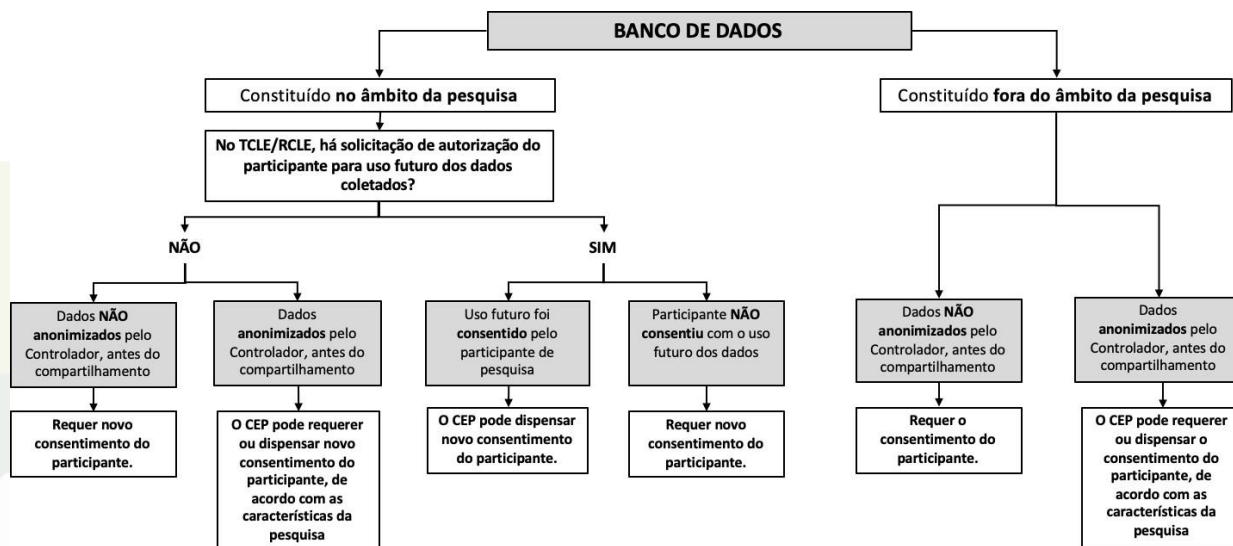 BANCO DE DADOS
Constituído no âmbito da pesquisa
Constituído fora do âmbito da pesquisa
No TCLE/RCLE, há solicitação de autorização do
participante para uso futuro dos dados
coletados?
NÃO
SIM
Dados NÃO
anonimizados pelo
Controlador, antes do
compartilhamento
Dados
anonimizados pelo
Controlador, antes do
compartilhamento
Uso futuro foi
consentido pelo
participante de
pesquisa
Participante NÃO
consentiu com o uso
futuro dos dados
Dados NÃO
anonimizados pelo
Controlador, antes do
compartilhamento
Dados
anonimizados pelo
Controlador, antes do
compartilhamento
Requer novo
consentimento do
participante.
O CEP pode requerer
ou dispensar novo
consentimento do
participante, de
acordo com as
características da
pesquisa
O CEP pode dispensar
novo consentimento
do participante.
Requer novo
consentimento do
participante.
Requer o
consentimento do
participante.
O CEP pode requerer
ou dispensar o
consentimento do
participante, de
acordo com as
características da
pesquisa